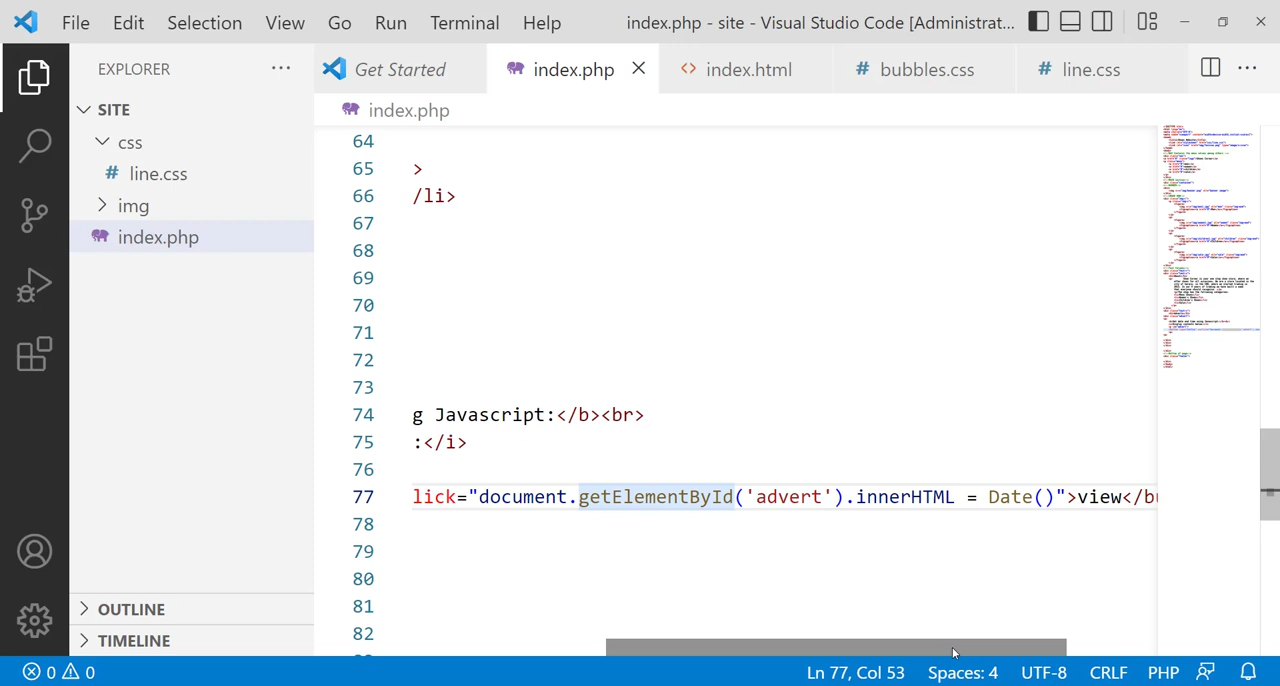 File Edit Selection View Go Run Terminal Help index.php - site - Visual Studio Code [Administrat...
EXPLORER ...
Get Started index.php index.html bubbles.css line.css ...
SITE
index.php
css
line.css
img
index.php
64
65 >
66 /li>
67
68
69
70
71
72
73
74 g Javascript:</b><br>
75 :</i>
76
77 lick="document.getElementById('advert').innerHTML = Date()">view</bu
78
79
80
81
82
OUTLINE
TIMELINE
0 0 Ln 77, Col 53 Spaces: 4 UTF-8 CRLF PHP